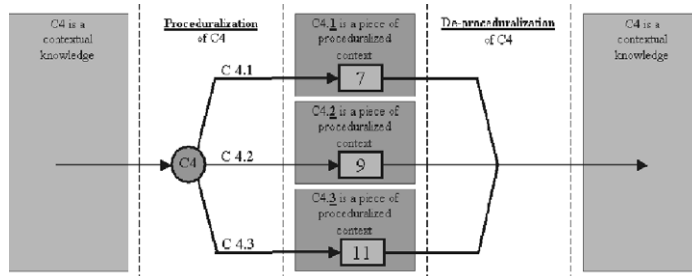 C4 is a
contextual
knowledge
Proceduralization
of C4
C4
C 4.1
C 4.2
C 4.3
C4.1 is a piece of
proceduralized
context
7
C4.2 is a piece of
proceduralized
context
9
C4.3 is a piece of
proceduralized
context
11
De-proceduralization
of C4
C4 is a
contextual
knowledge